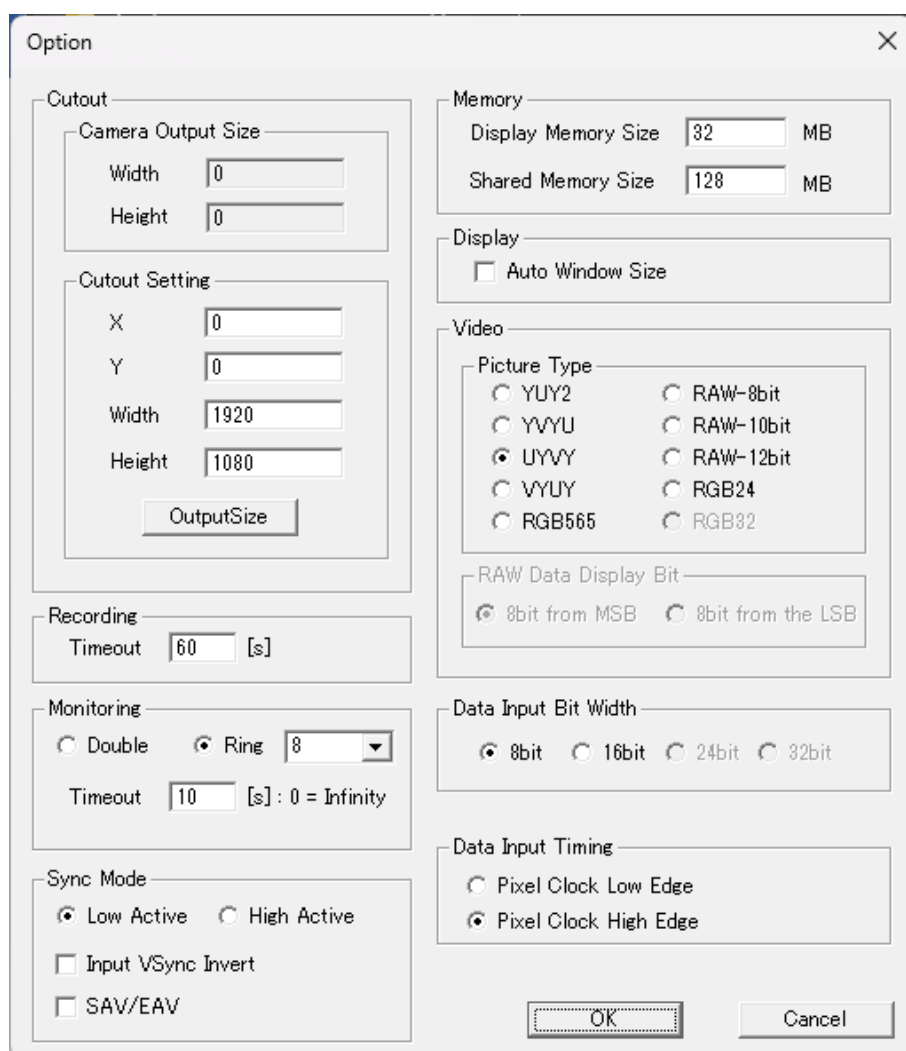 Option
Cutout
Camera Output Size
Width 0
Height 0
Cutout Setting
X 0
Y 0
Width 1920
Height 1080
OutputSize
Recording
Timeout 60 [s]
Monitoring
Double Ring 8
Timeout 10 [s] : 0 = Infinity
Sync Mode
Low Active High Active
Input VSync Invert
SAV/EAV
Memory
Display Memory Size 32 MB
Shared Memory Size 128 MB
Display
Auto Window Size
Video
Picture Type
YUY2 RAW-8bit
YVYU RAW-10bit
UYVY RAW-12bit
VYUY RGB24
RGB565 RGB32
RAW Data Display Bit
8bit from MSB 8bit from the LSB
Data Input Bit Width
8bit 16bit 24bit 32bit
Data Input Timing
Pixel Clock Low Edge
Pixel Clock High Edge
OK Cancel